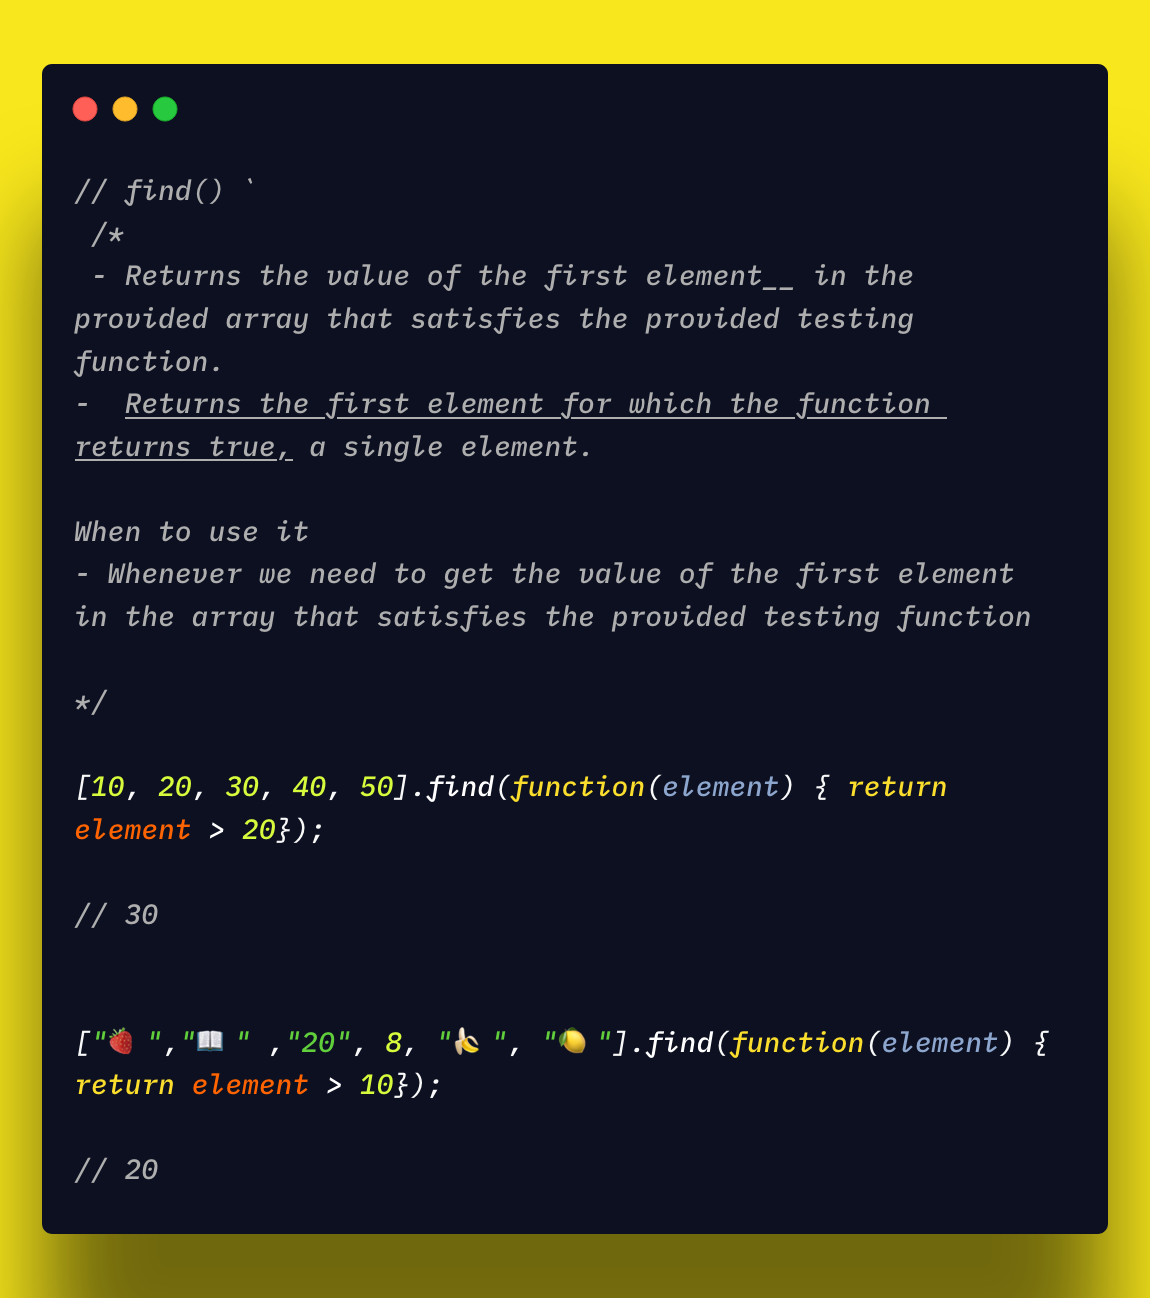 // find() `
 /*
 - Returns the value of the first element__ in the
provided array that satisfies the provided testing
function.
-  Returns the first element for which the function
returns true, a single element.

When to use it
- Whenever we need to get the value of the first element
in the array that satisfies the provided testing function

*/

[10, 20, 30, 40, 50].find(function(element) { return
element > 20});

// 30

["🍓 ","📖 " ,"20", 8, "🍌 ", "🍋 "].find(function(element) {
return element > 10});

// 20